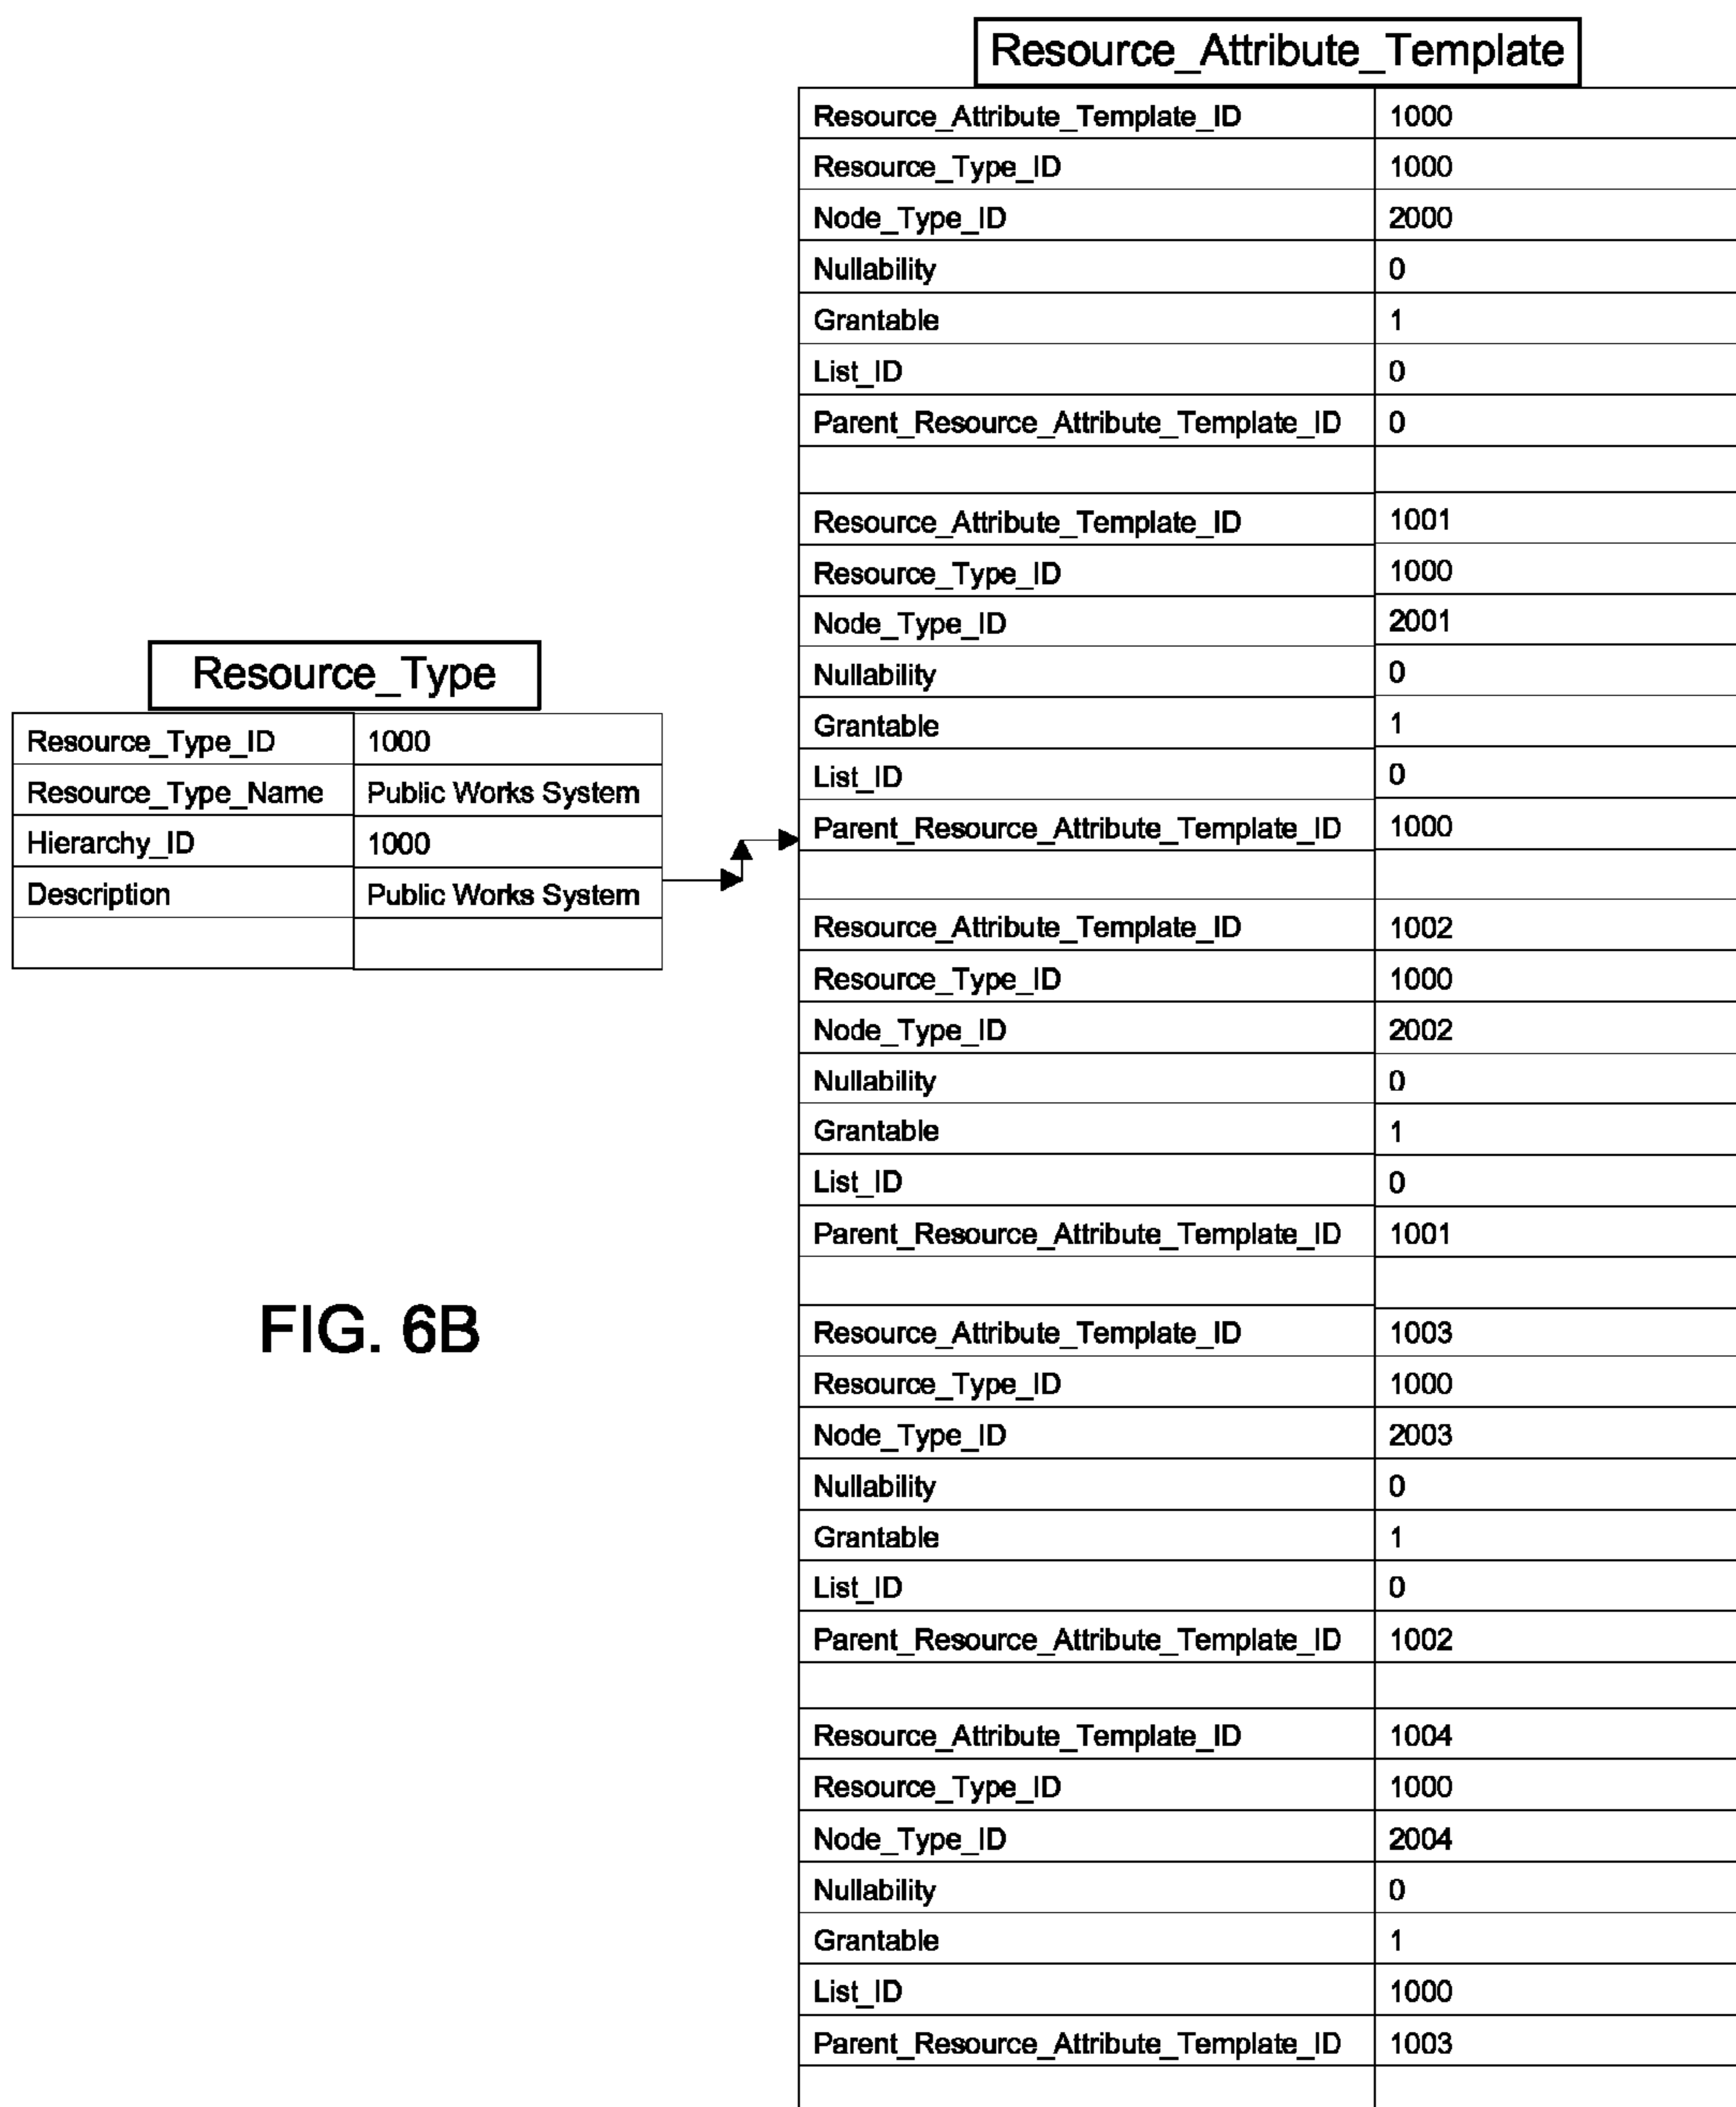 Resource_Attribute_Template
Resource_Attribute_Template_ID 1000
Resource_Type_ID 1000
Node_Type_ID 2000
Nullability 0
Grantable 1
List_ID 0
Parent_Resource_Attribute_Template_ID 0
Resource_Attribute_Template_ID 1001
Resource_Type_ID 1000
Node_Type_ID 2001
Nullability 0
Grantable 1
List_ID 0
Parent_Resource_Attribute_Template_ID 1000
Resource_Attribute_Template_ID 1002
Resource_Type_ID 1000
Node_Type_ID 2002
Nullability 0
Grantable 1
List_ID 0
Parent_Resource_Attribute_Template_ID 1001
Resource_Attribute_Template_ID 1003
Resource_Type_ID 1000
Node_Type_ID 2003
Nullability 0
Grantable 1
List_ID 0
Parent_Resource_Attribute_Template_ID 1002
Resource_Attribute_Template_ID 1004
Resource_Type_ID 1000
Node_Type_ID 2004
Nullability 0
Grantable 1
List_ID 1000
Parent_Resource_Attribute_Template_ID 1003
Resource_Type
Resource_Type_ID 1000
Resource_Type_Name Public Works System
Hierarchy_ID 1000
Description Public Works System
FIG. 6B